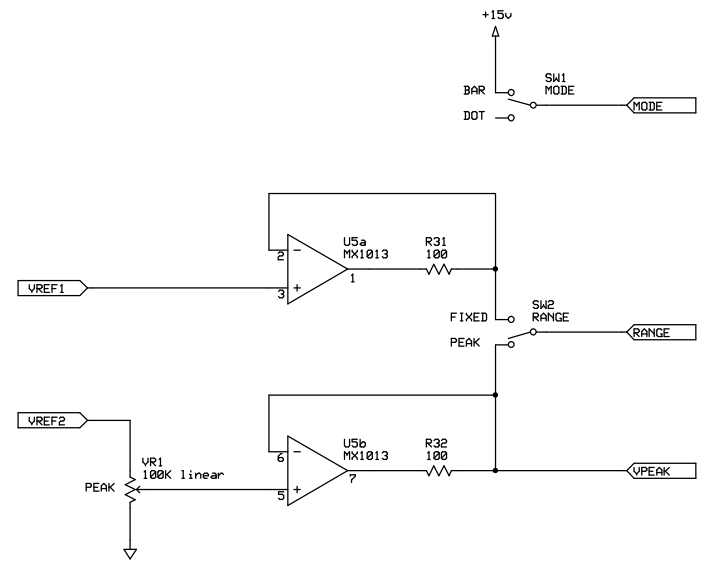 +15v
BAR
SW1
MODE
MODE
DOT
U5a
MX1013
R31
100
2
-
1
VREF1
3
+
FIXED
SW2
RANGE
RANGE
PEAK
VREF2
U5b
MX1013
R32
100
6
-
VR1
100K linear
7
VPEAK
PEAK
5
+